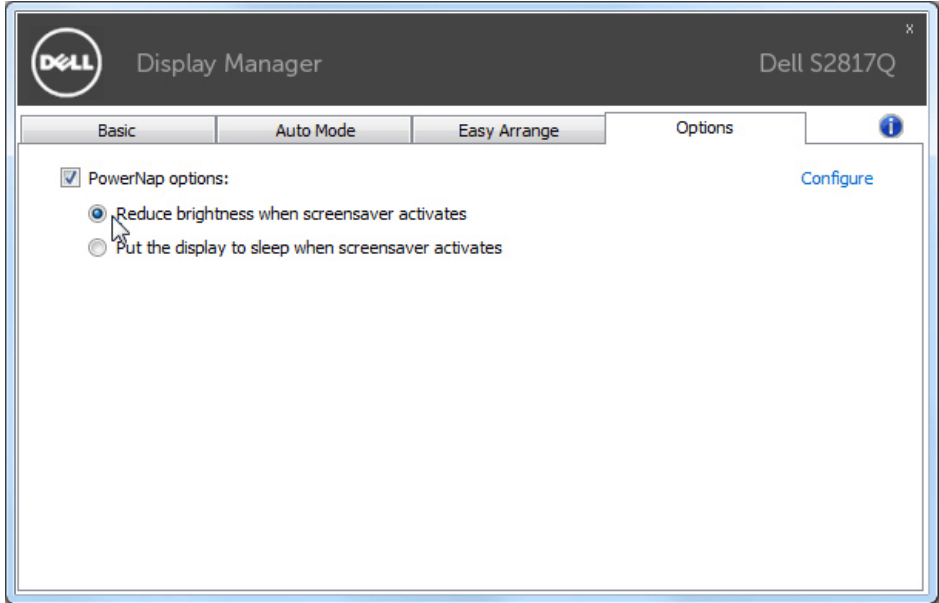 x
DELL Display Manager Dell S2817Q
Basic Auto Mode Easy Arrange Options i
PowerNap options: Configure
Reduce brightness when screensaver activates
Put the display to sleep when screensaver activates